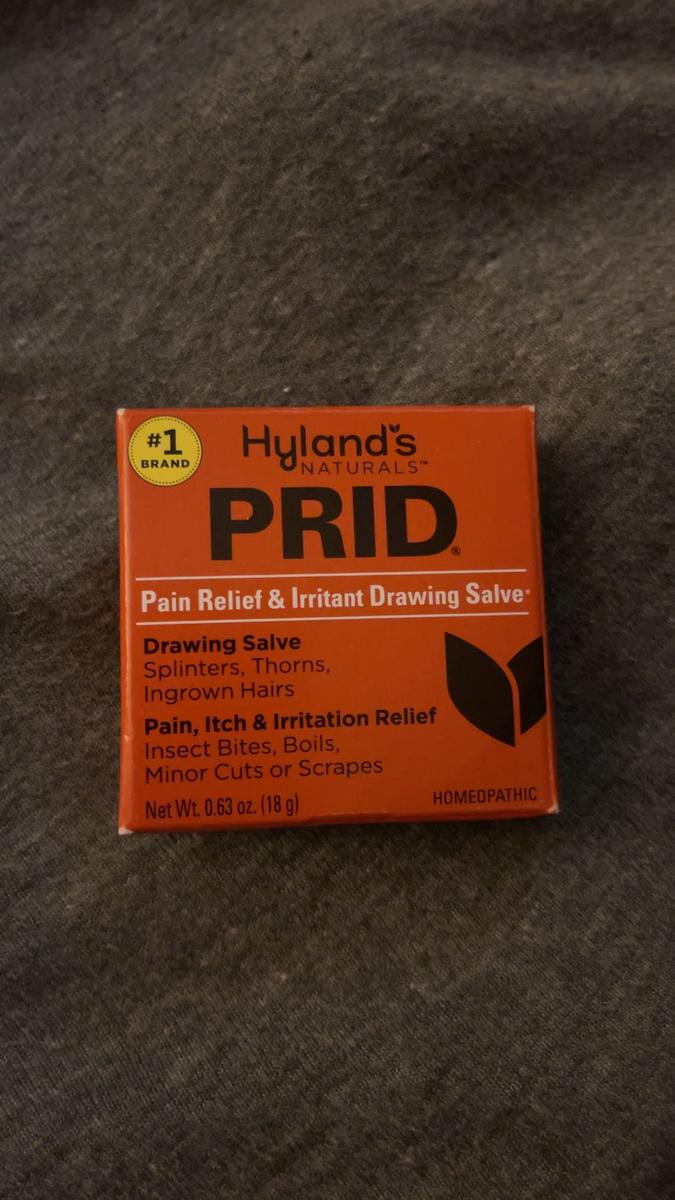 #1
BRAND
Hyland's
NATURALS™
PRID®
Pain Relief & Irritant Drawing Salve*
Drawing Salve
Splinters, Thorns,
Ingrown Hairs
Pain, Itch & Irritation Relief
Insect Bites, Boils,
Minor Cuts or Scrapes
Net Wt. 0.63 oz. (18 g)
HOMEOPATHIC